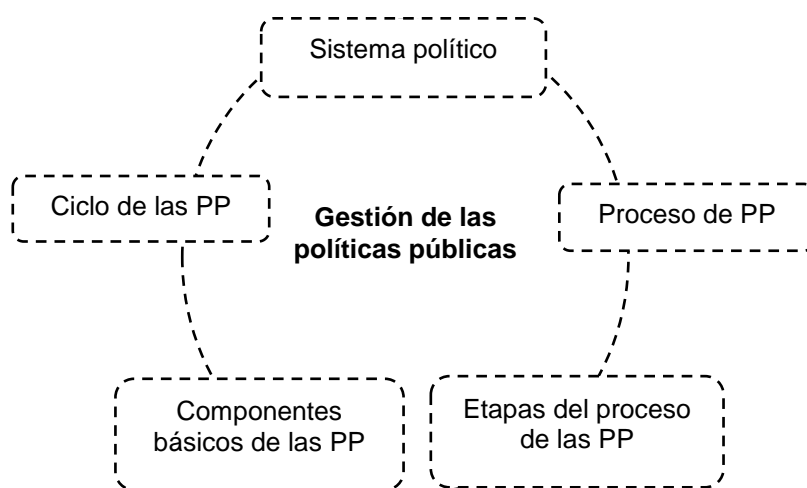 Sistema político
Ciclo de las PP
Gestión de las
políticas públicas
Proceso de PP
Componentes
básicos de las PP
Etapas del proceso
de las PP